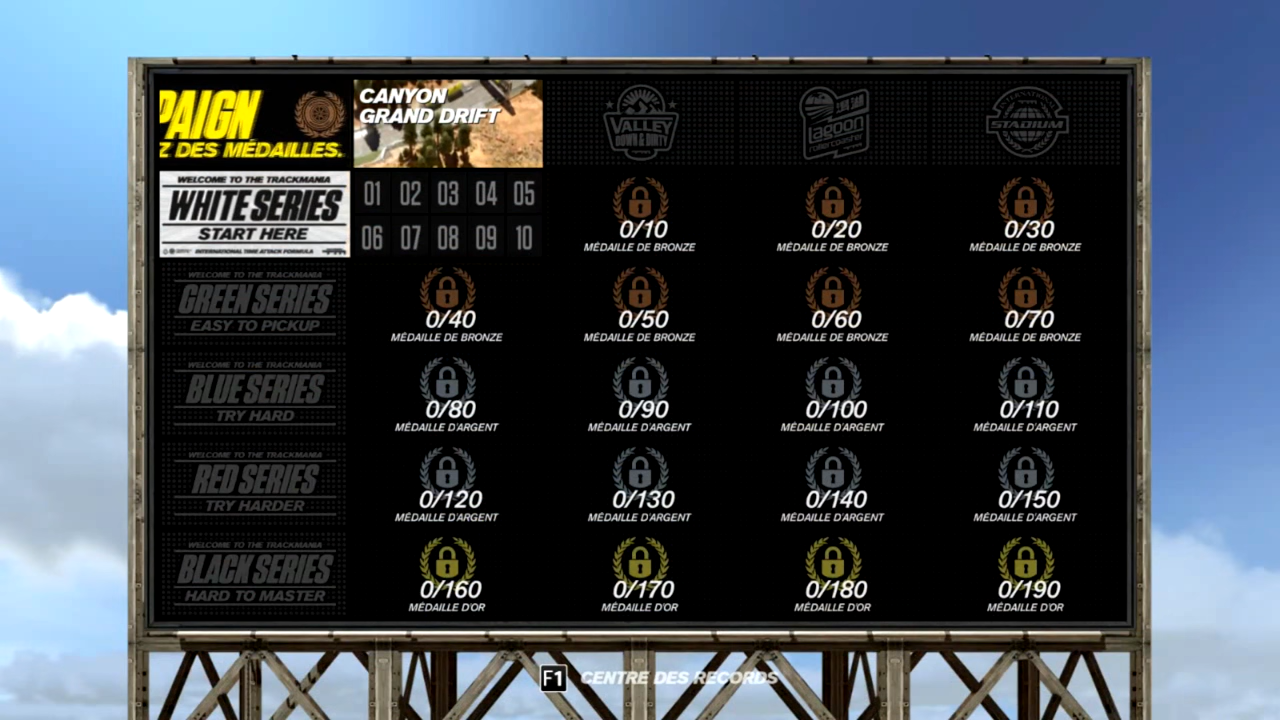 PAIGN
Z DES MÉDAILLES.
CANYON
GRAND DRIFT
VALLEY
DOWN & DIRTY
lagoon
rollercoaster
INTERNATIONAL
STADIUM
WELCOME TO THE TRACKMANIA
WHITE SERIES
START HERE
INTERNATIONAL TIME ATTACK FORMULA
01 02 03 04 05
06 07 08 09 10
0/10
MÉDAILLE DE BRONZE
0/20
MÉDAILLE DE BRONZE
0/30
MÉDAILLE DE BRONZE
WELCOME TO THE TRACKMANIA
GREEN SERIES
EASY TO PICKUP
0/40
MÉDAILLE DE BRONZE
0/50
MÉDAILLE DE BRONZE
0/60
MÉDAILLE DE BRONZE
0/70
MÉDAILLE DE BRONZE
WELCOME TO THE TRACKMANIA
BLUE SERIES
TRY HARD
0/80
MÉDAILLE D'ARGENT
0/90
MÉDAILLE D'ARGENT
0/100
MÉDAILLE D'ARGENT
0/110
MÉDAILLE D'ARGENT
WELCOME TO THE TRACKMANIA
RED SERIES
TRY HARDER
0/120
MÉDAILLE D'ARGENT
0/130
MÉDAILLE D'ARGENT
0/140
MÉDAILLE D'ARGENT
0/150
MÉDAILLE D'ARGENT
WELCOME TO THE TRACKMANIA
BLACK SERIES
HARD TO MASTER
0/160
MÉDAILLE D'OR
0/170
MÉDAILLE D'OR
0/180
MÉDAILLE D'OR
0/190
MÉDAILLE D'OR
F1 CENTRE DES RECORDS